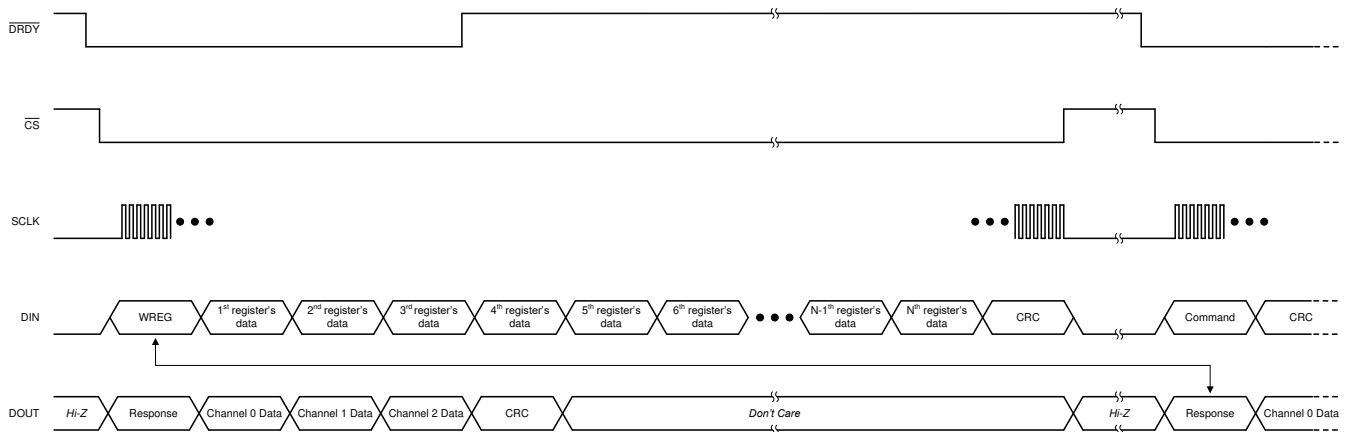 DRDY
CS
SCLK
DIN
WREG
1st register's
data
2nd register's
data
3rd register's
data
4th register's
data
5th register's
data
6th register's
data
N-1th register's
data
Nth register's
data
CRC
Command
CRC
DOUT
Hi-Z
Response
Channel 0 Data
Channel 1 Data
Channel 2 Data
CRC
Don't Care
Hi-Z
Response
Channel 0 Data